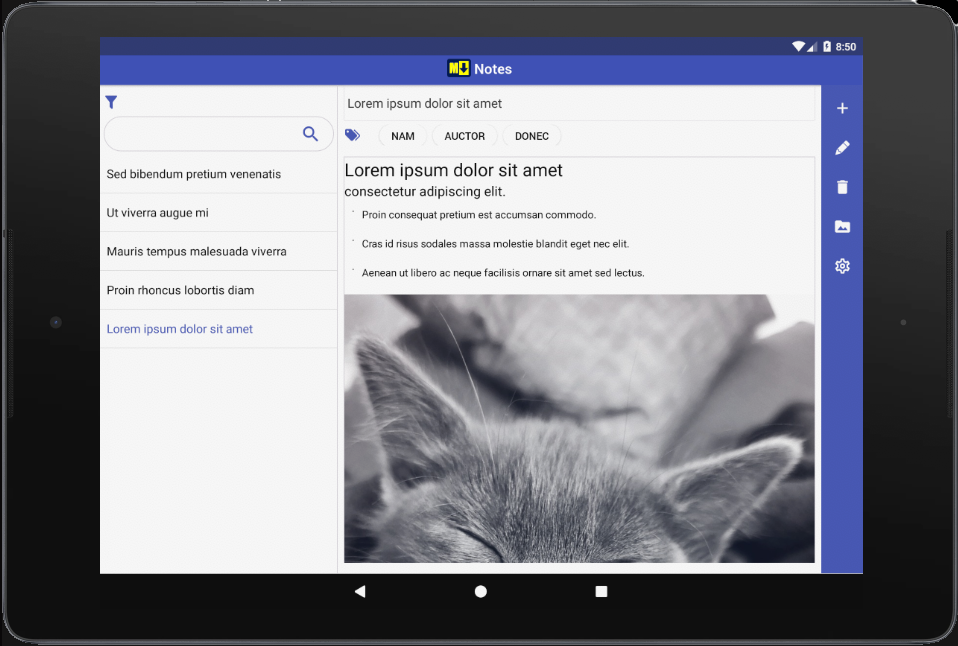 8:50
M Notes
Sed bibendum pretium venenatis
Ut viverra augue mi
Mauris tempus malesuada viverra
Proin rhoncus lobortis diam
Lorem ipsum dolor sit amet
Lorem ipsum dolor sit amet
NAM AUCTOR DONEC
Lorem ipsum dolor sit amet
consectetur adipiscing elit.
Proin consequat pretium est accumsan commodo.
Cras id risus sodales massa molestie blandit eget nec elit.
Aenean ut libero ac neque facilisis ornare sit amet sed lectus.